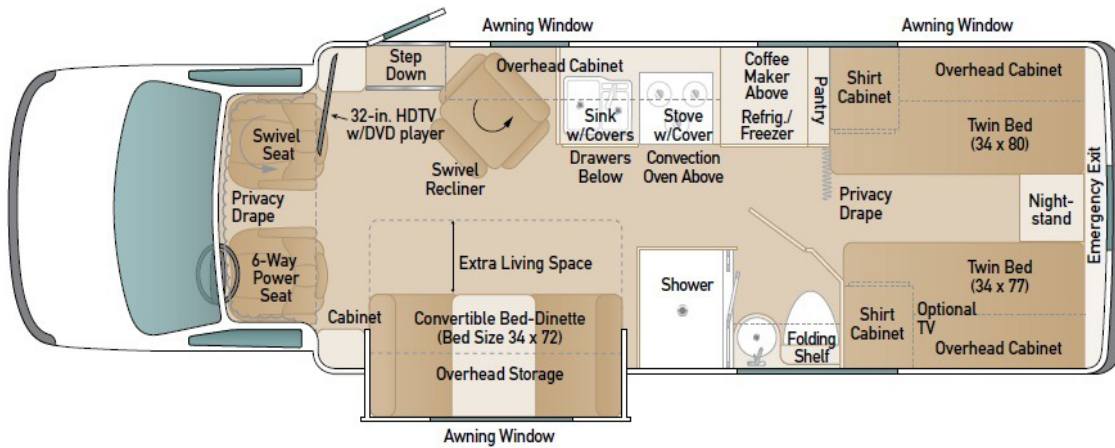 Awning Window
Awning Window
Step
Down
Overhead Cabinet
Coffee
Maker
Above
Refrig./
Freezer
Pantry
Shirt
Cabinet
Overhead Cabinet
32-in. HDTV
w/DVD player
Sink
w/Covers
Stove
w/Cover
Twin Bed
(34 x 80)
Swivel
Seat
Swivel
Recliner
Drawers
Below
Convection
Oven Above
Privacy
Drape
Privacy
Drape
Night-
stand
Emergency Exit
6-Way
Power
Seat
Extra Living Space
Shower
Twin Bed
(34 x 77)
Cabinet
Convertible Bed-Dinette
(Bed Size 34 x 72)
Folding
Shelf
Shirt
Cabinet
Optional
TV
Overhead Cabinet
Overhead Storage
Awning Window